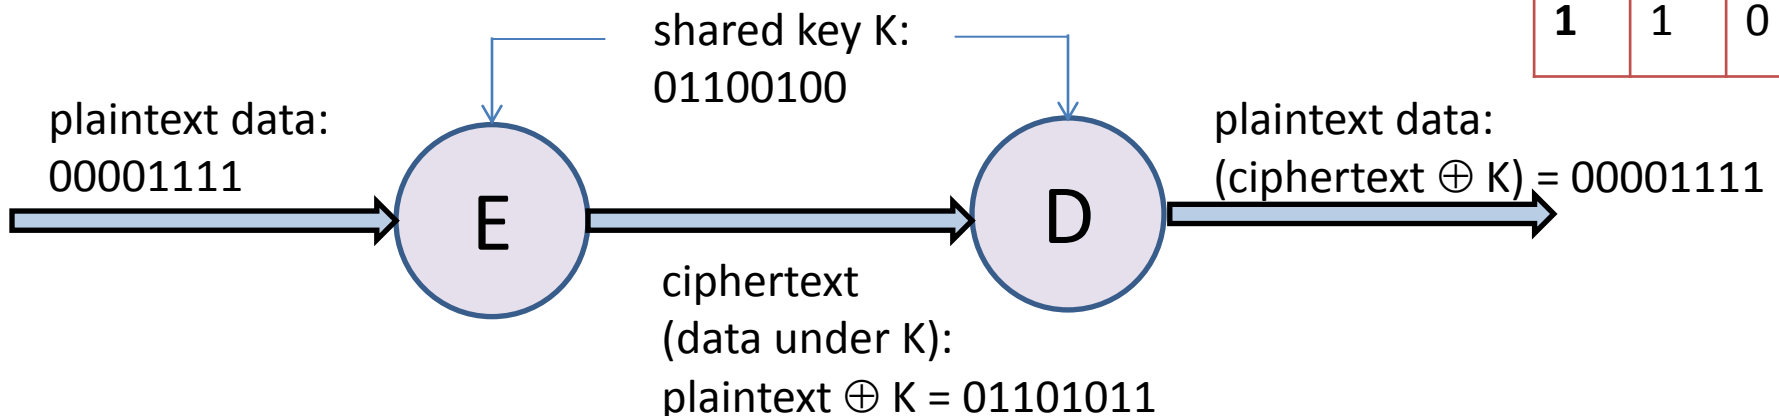 shared key K:
01100100
1 1 0
plaintext data:
00001111
plaintext data:
(ciphertext ⊕ K) = 00001111
E
D
ciphertext
(data under K):
plaintext ⊕ K = 01101011